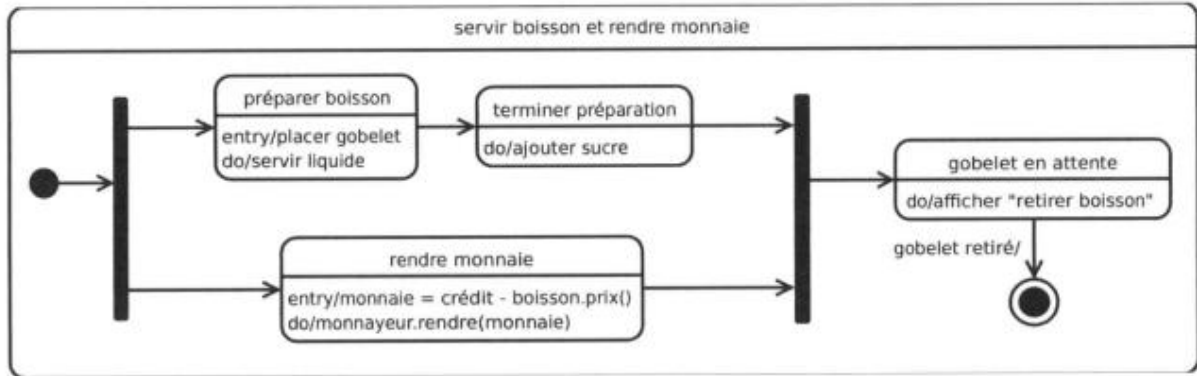 servir boisson et rendre monnaie
préparer boisson
entry/placer gobelet
do/servir liquide
terminer préparation
do/ajouter sucre
gobelet en attente
do/afficher "retirer boisson"
gobelet retiré/
rendre monnaie
entry/monnaie = crédit - boisson.prix()
do/monnayeur.rendre(monnaie)